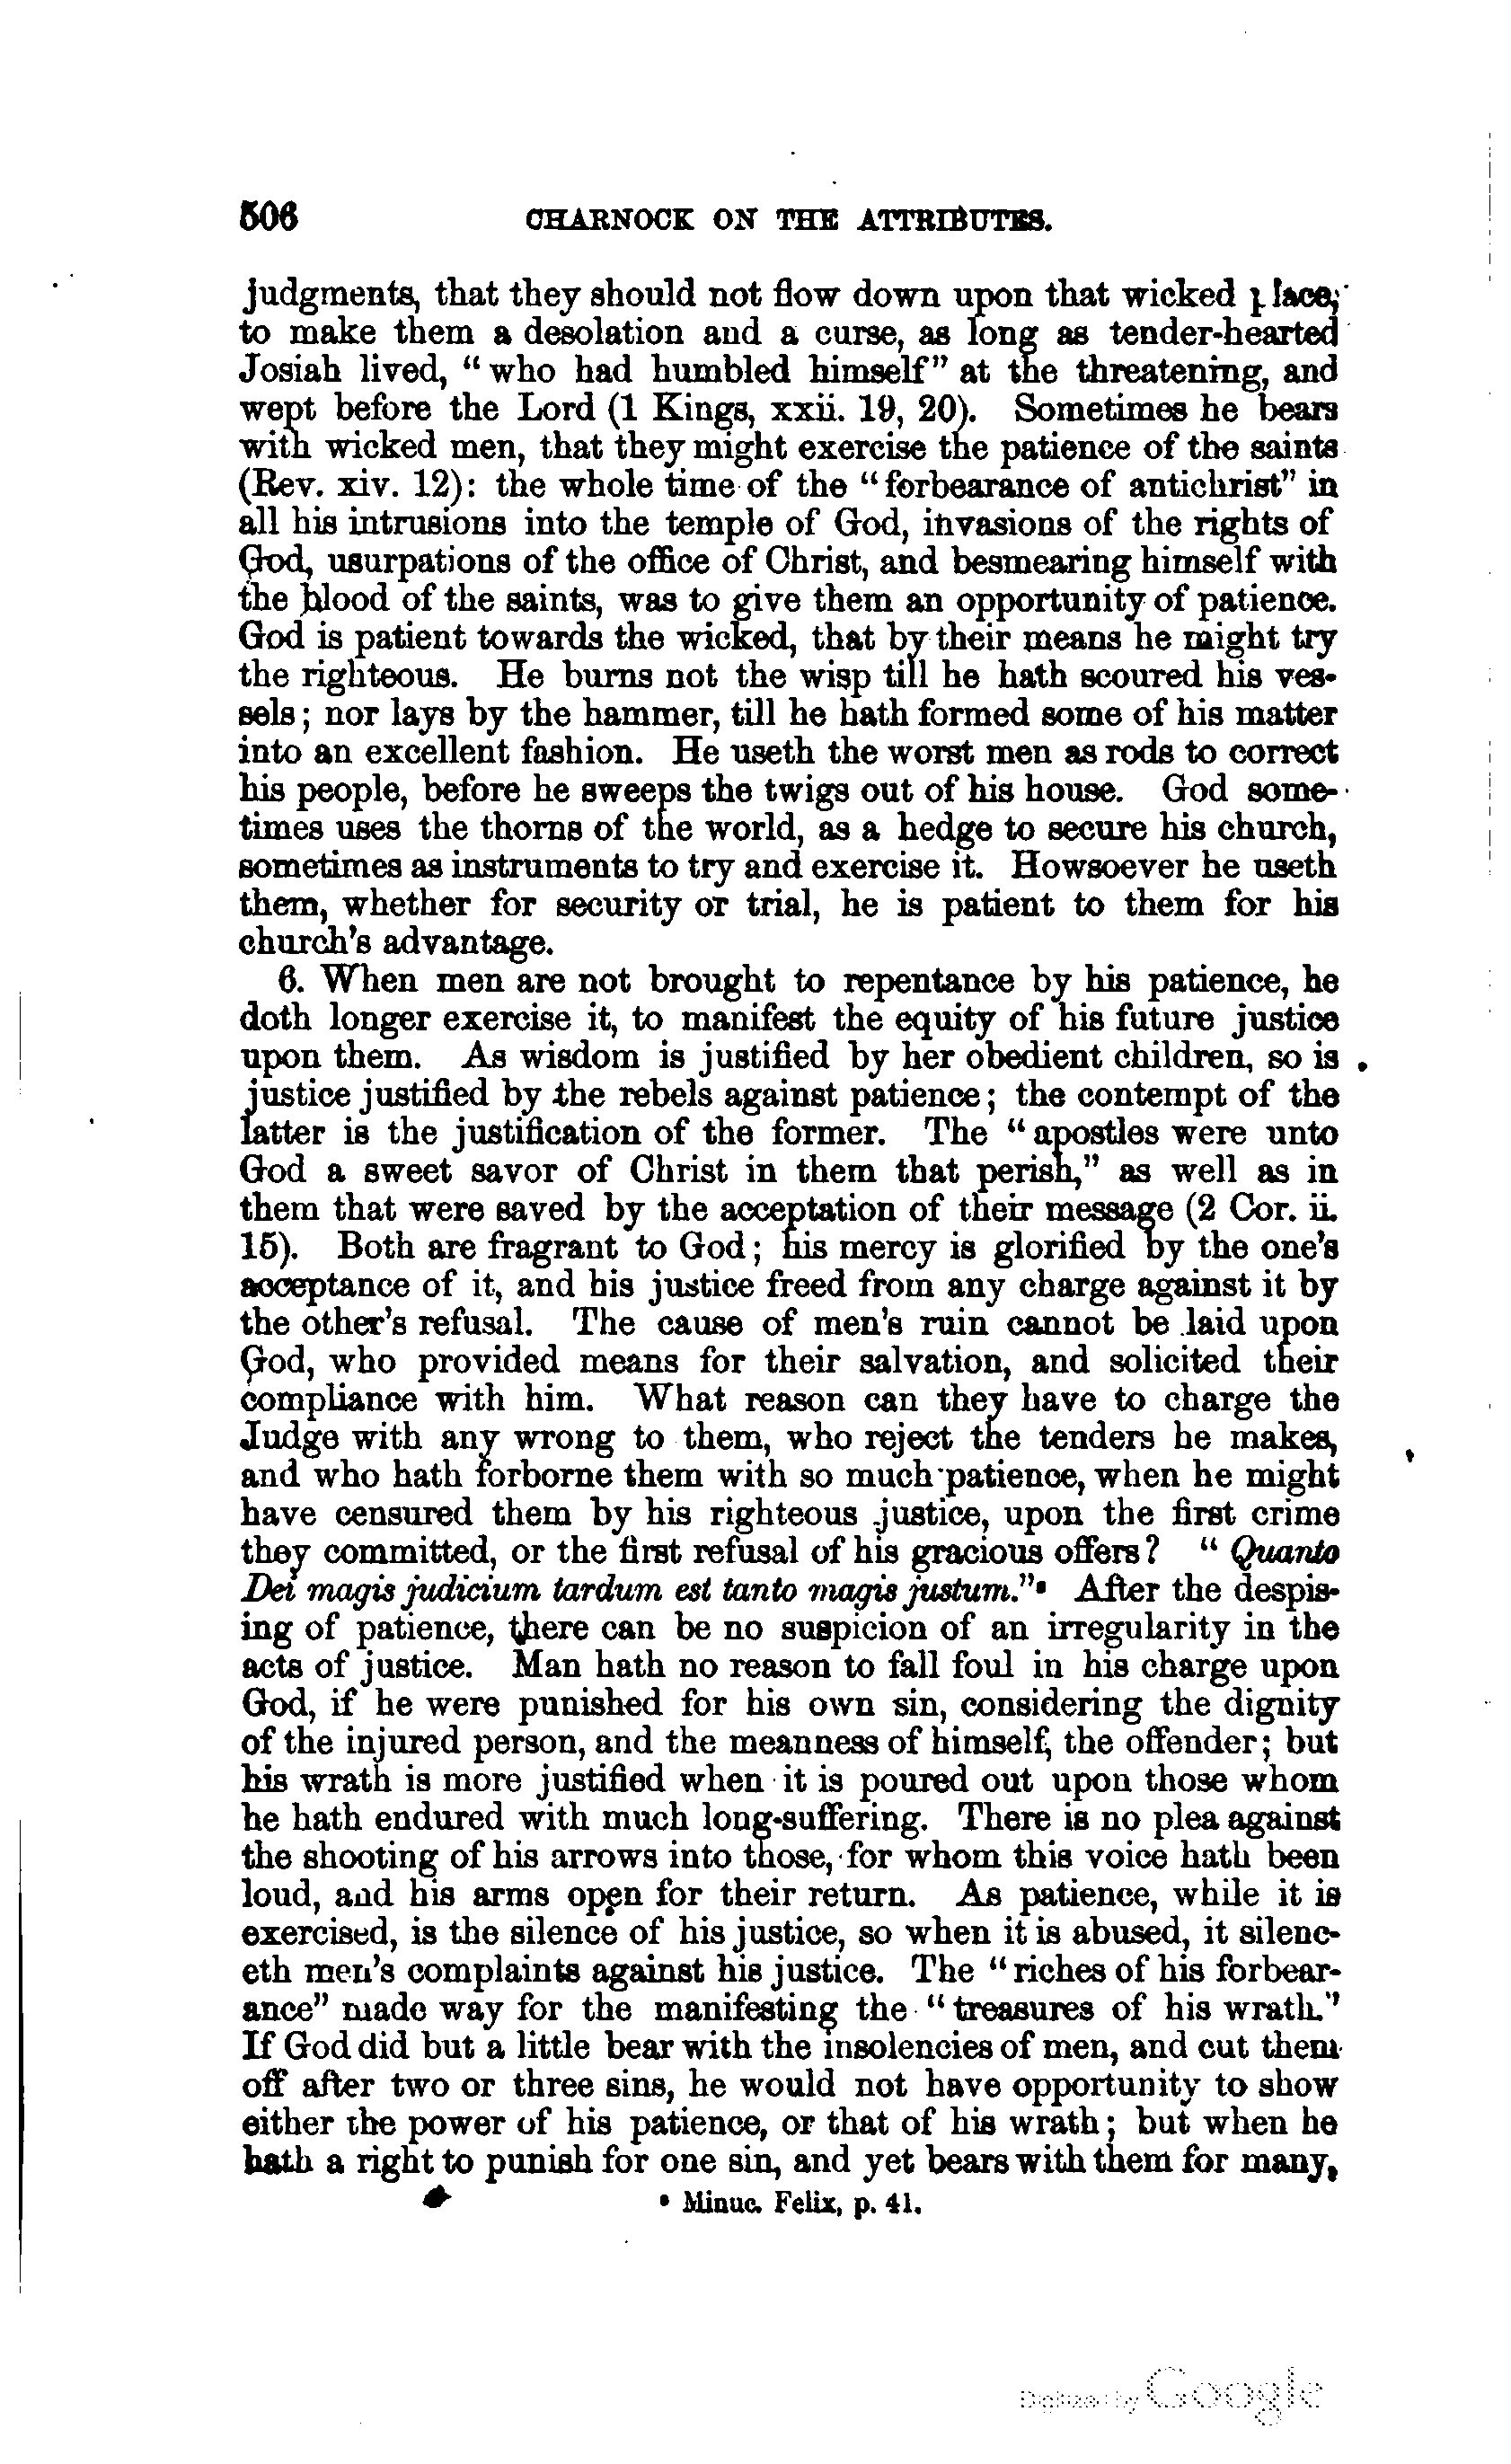 506 CHARNOCK ON THE ATTRIBUTES.
judgments, that they should not flow down upon that wicked place,
to make them a desolation and a curse, as long as tender-hearted
Josiah lived, "who had humbled himself" at the threatening, and
wept before the Lord (1 Kings, xxii. 19, 20). Sometimes he bears
with wicked men, that they might exercise the patience of the saints
(Rev. xiv. 12): the whole time of the "forbearance of antichrist" in
all his intrusions into the temple of God, invasions of the rights of
God, usurpations of the office of Christ, and besmearing himself with
the blood of the saints, was to give them an opportunity of patience.
God is patient towards the wicked, that by their means he might try
the righteous. He burns not the wisp till he hath scoured his ves-
sels; nor lays by the hammer, till he hath formed some of his matter
into an excellent fashion. He useth the worst men as rods to correct
his people, before he sweeps the twigs out of his house. God some-
times uses the thorns of the world, as a hedge to secure his church,
sometimes as instruments to try and exercise it. Howsoever he useth
them, whether for security or trial, he is patient to them for his
church's advantage.
6. When men are not brought to repentance by his patience, he
doth longer exercise it, to manifest the equity of his future justice
upon them. As wisdom is justified by her obedient children, so is
justice justified by the rebels against patience; the contempt of the
latter is the justification of the former. The "apostles were unto
God a sweet savor of Christ in them that perish," as well as in
them that were saved by the acceptation of their message (2 Cor. ii.
15). Both are fragrant to God; his mercy is glorified by the one's
acceptance of it, and his justice freed from any charge against it by
the other's refusal. The cause of men's ruin cannot be laid upon
God, who provided means for their salvation, and solicited their
compliance with him. What reason can they have to charge the
Judge with any wrong to them, who reject the tenders he makes,
and who hath forborne them with so much patience, when he might
have censured them by his righteous justice, upon the first crime
they committed, or the first refusal of his gracious offers? "Quanto
Dei magis judicium tardum est tanto magis justum."s After the despis-
ing of patience, there can be no suspicion of an irregularity in the
acts of justice. Man hath no reason to fall foul in his charge upon
God, if he were punished for his own sin, considering the dignity
of the injured person, and the meanness of himself, the offender; but
his wrath is more justified when it is poured out upon those whom
he hath endured with much long-suffering. There is no plea against
the shooting of his arrows into those, for whom this voice hath been
loud, and his arms open for their return. As patience, while it is
exercised, is the silence of his justice, so when it is abused, it silenc-
eth men's complaints against his justice. The "riches of his forbear-
ance" made way for the manifesting the "treasures of his wrath."
If God did but a little bear with the insolencies of men, and cut them
off after two or three sins, he would not have opportunity to show
either the power of his patience, or that of his wrath; but when he
hath a right to punish for one sin, and yet bears with them for many,
s Minuc. Felix, p. 41.
Digitized by Google